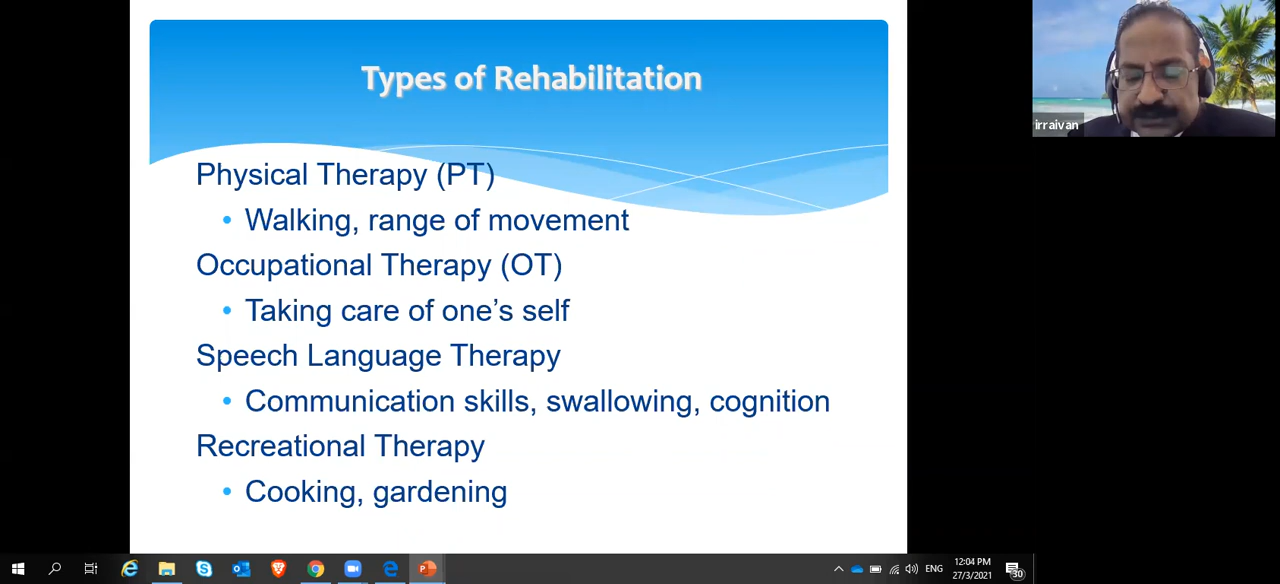 Types of Rehabilitation
irraivan
Physical Therapy (PT)
• Walking, range of movement
Occupational Therapy (OT)
• Taking care of one’s self
Speech Language Therapy
• Communication skills, swallowing, cognition
Recreational Therapy
• Cooking, gardening
ENG
12:04 PM
27/3/2021
30